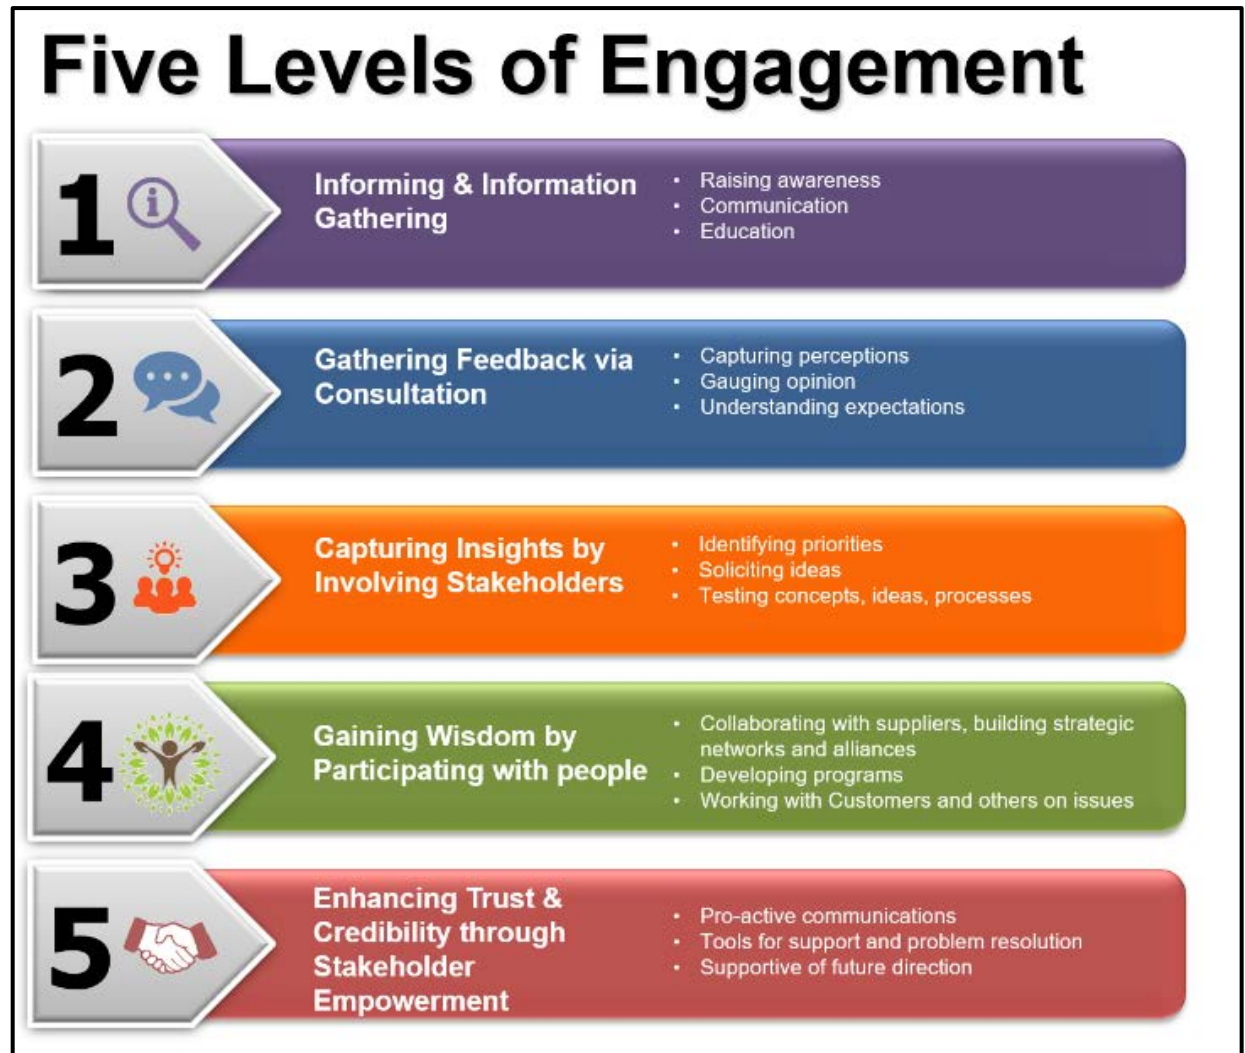 Five Levels of Engagement
1
Informing & Information
Gathering
• Raising awareness
• Communication
• Education
2
Gathering Feedback via
Consultation
• Capturing perceptions
• Gauging opinion
• Understanding expectations
3
Capturing Insights by
Involving Stakeholders
• Identifying priorities
• Soliciting ideas
• Testing concepts, ideas, processes
4
Gaining Wisdom by
Participating with people
• Collaborating with suppliers, building strategic
networks and alliances
• Developing programs
• Working with Customers and others on issues
5
Enhancing Trust &
Credibility through
Stakeholder
Empowerment
• Pro-active communications
• Tools for support and problem resolution
• Supportive of future direction